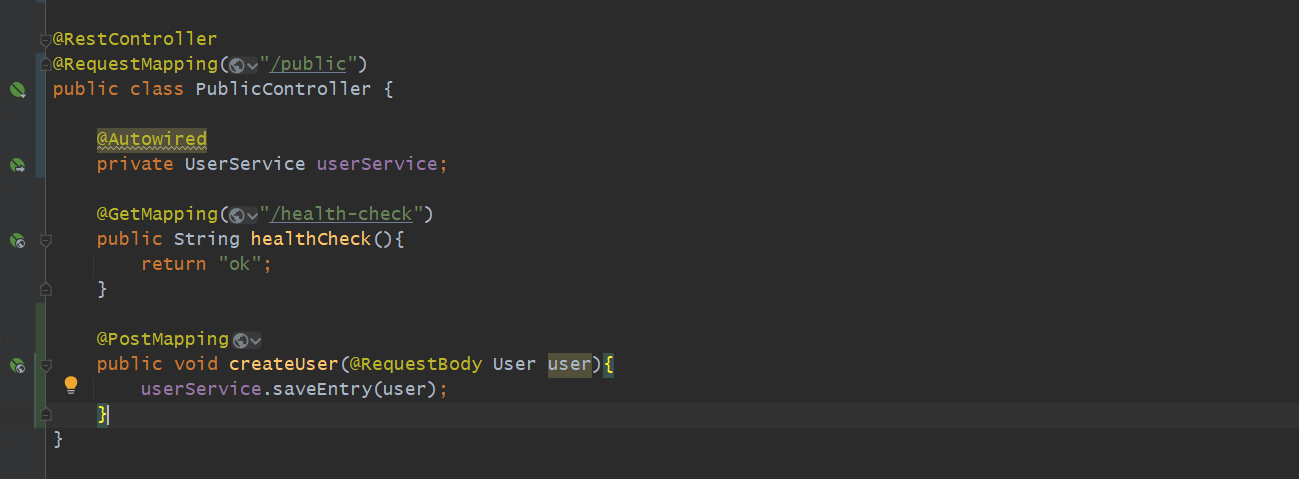 @RestController
@RequestMapping("/public")
public class PublicController {
@Autowired
private UserService userService;
@GetMapping("/health-check")
public String healthCheck(){
return "ok";
}
@PostMapping
public void createUser(@RequestBody User user){
userService.saveEntry(user);
}
}